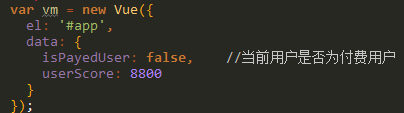 var vm = new Vue({
el: '#app',
data: {
isPayedUser: false, //当前用户是否为付费用户
userScore: 8800
}
});